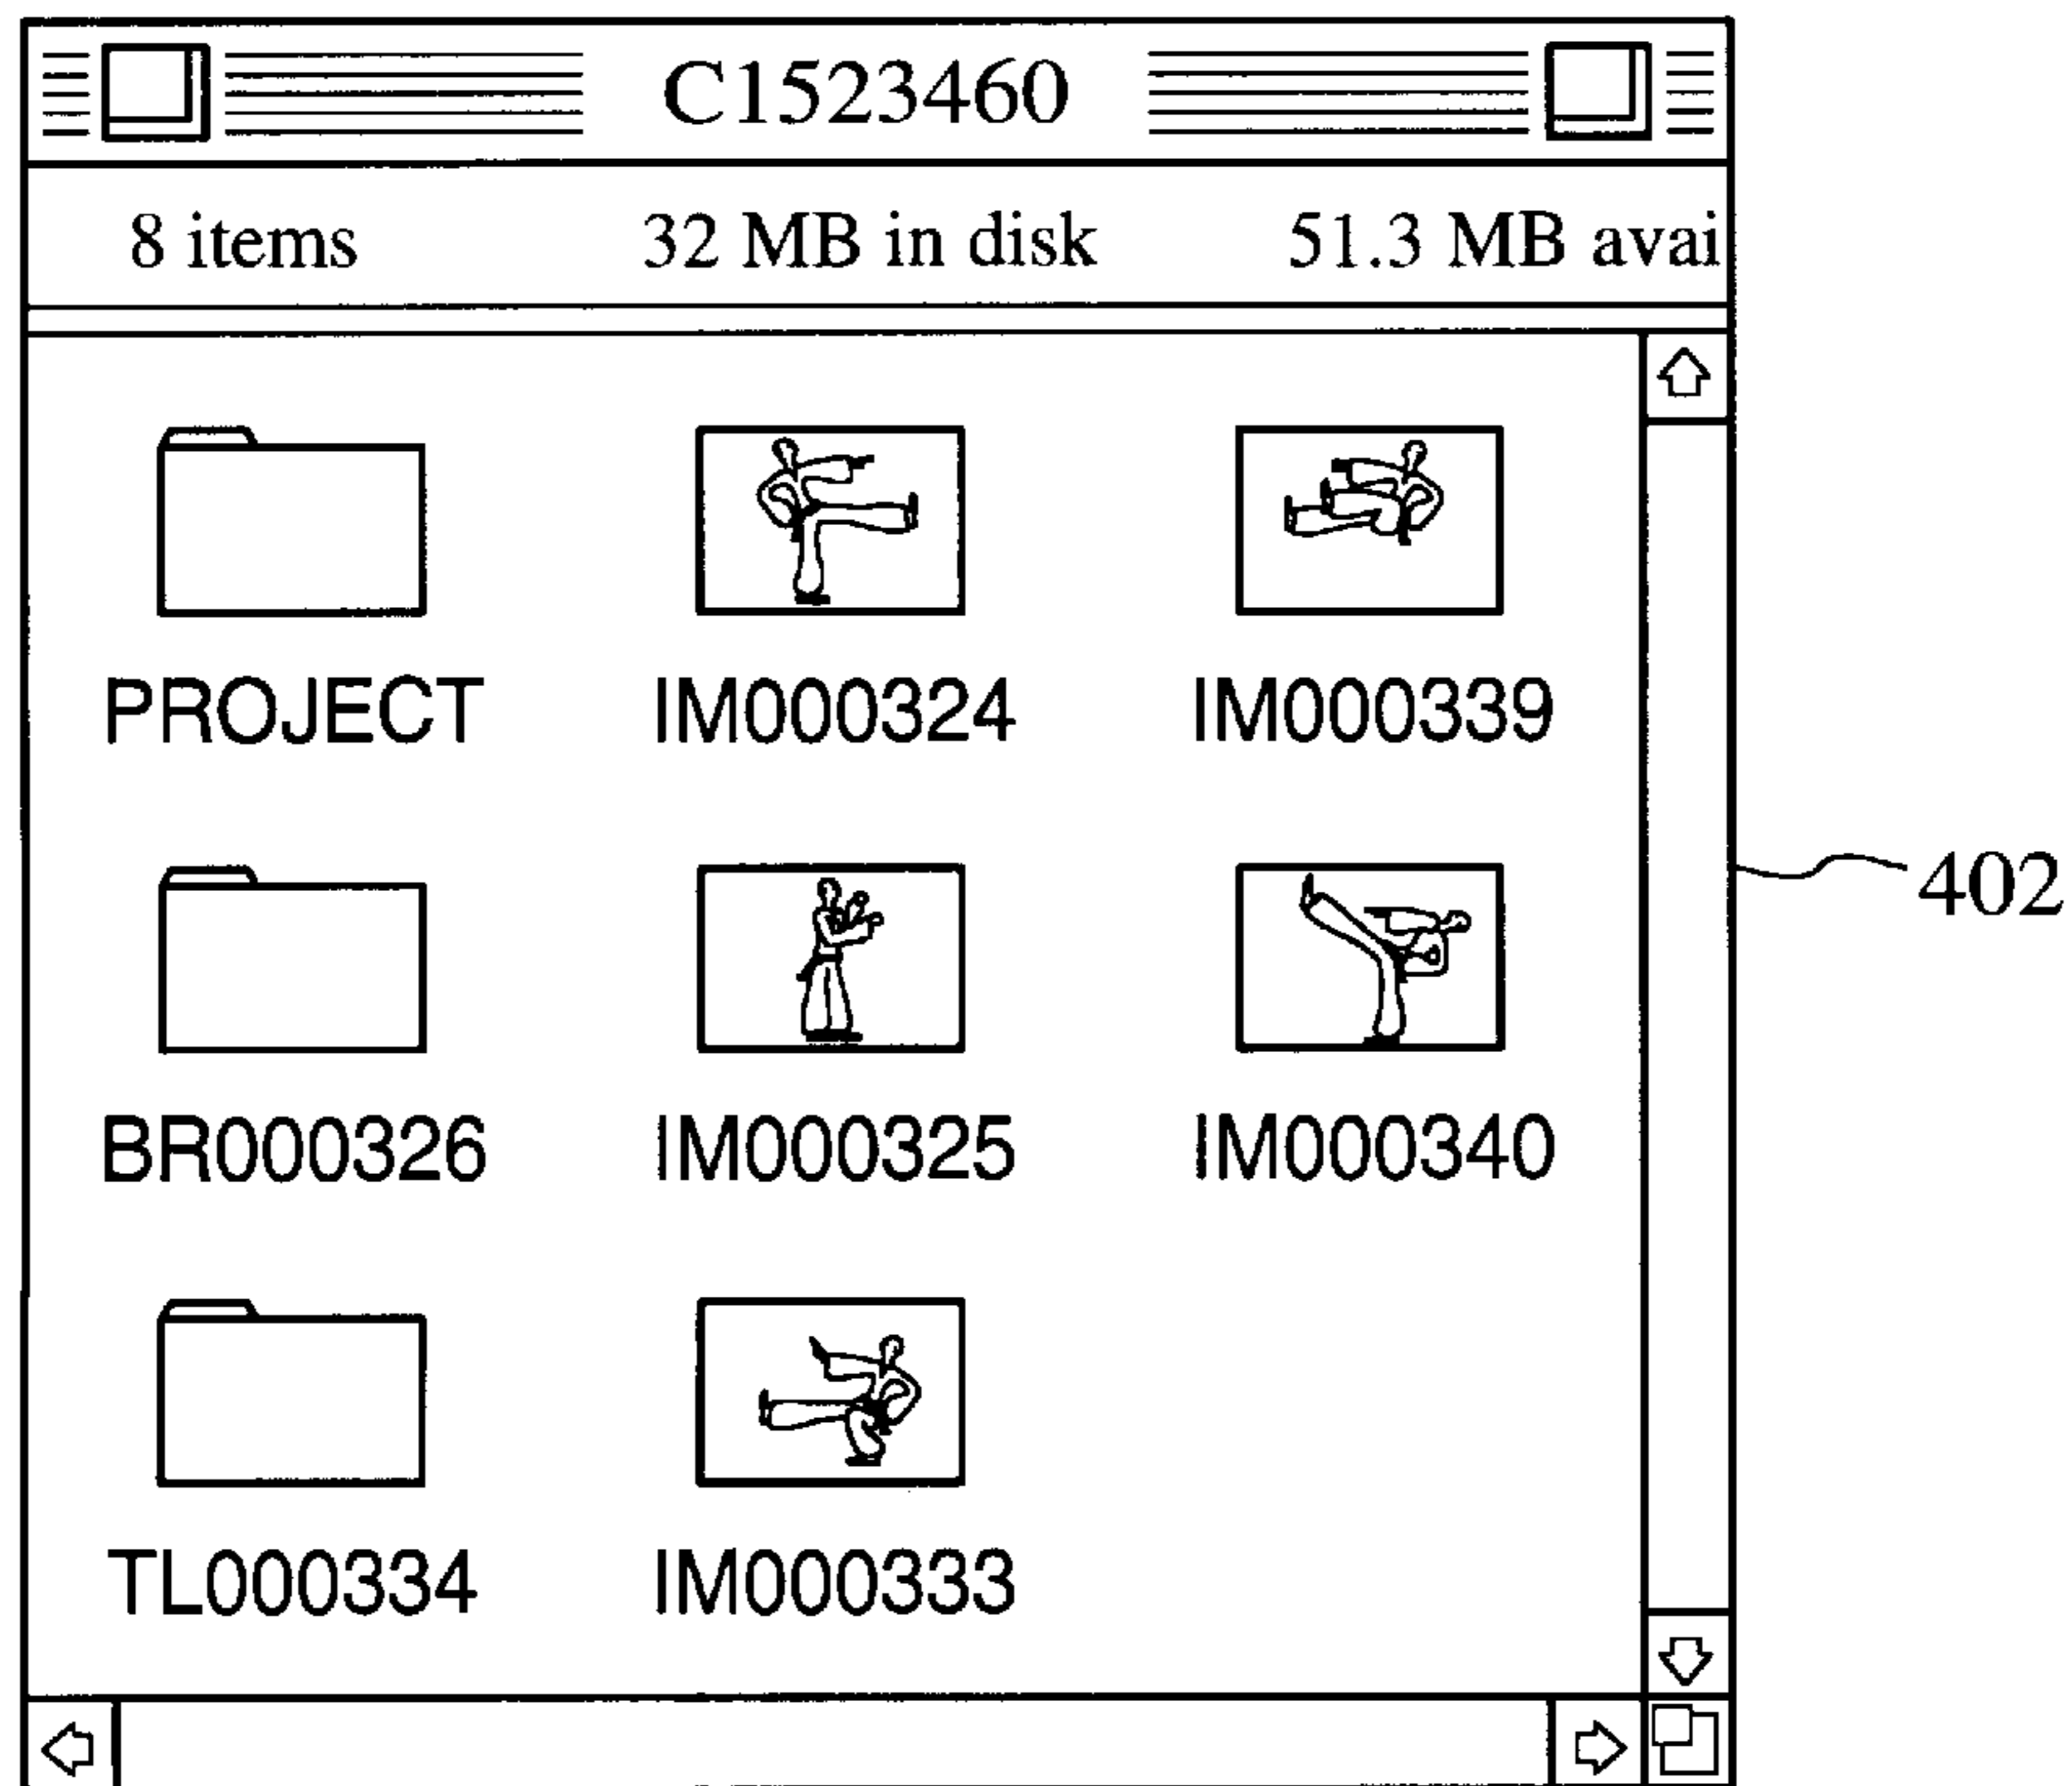 C1523460
8 items 32 MB in disk 51.3 MB avai
PROJECT IM000324 IM000339
402
BR000326 IM000325 IM000340
TL000334 IM000333